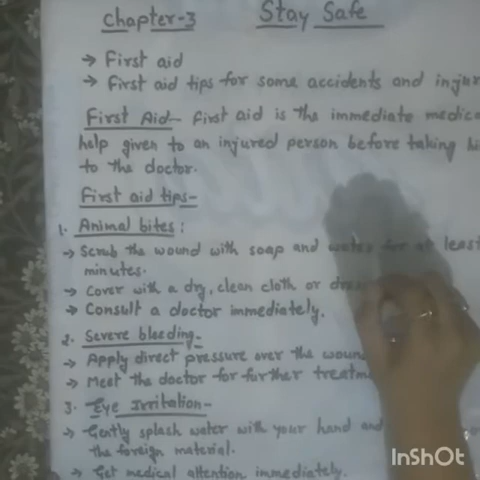 Chapter-3 Stay Safe
→ First aid
→ First aid tips for some accidents and injur
First Aid- First aid is the immediate medica
help given to an injured person before taking hi
to the doctor.
First aid tips-
1. Animal bites:
→ Scrub the wound with soap and water for at least
minutes.
→ Cover with a dry, clean cloth or
→ Consult a doctor immediately.
2. Severe bleeding-
→ Apply direct pressure over the woun
→ Meet the doctor for further treatm
3. Eye Irritation-
→ Gently splash water with your hand and
the foreign material.
→ Get medical attention immediately.
InShOt